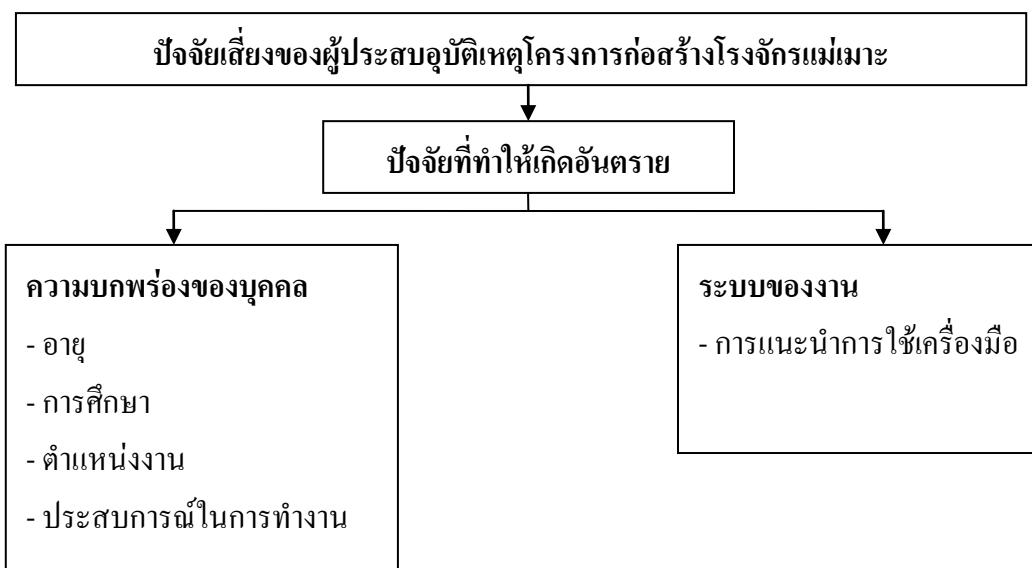 ปัจจัยเสี่ยงของผู้ประสบอุบัติเหตุโครงการก่อสร้างโรงจักรแม่เมาะ
ปัจจัยที่ทำให้เกิดอันตราย
ความบกพร่องของบุคคล
- อายุ
- การศึกษา
- ตำแหน่งงาน
- ประสบการณ์ในการทำงาน
ระบบของงาน
- การแนะนำการใช้เครื่องมือ